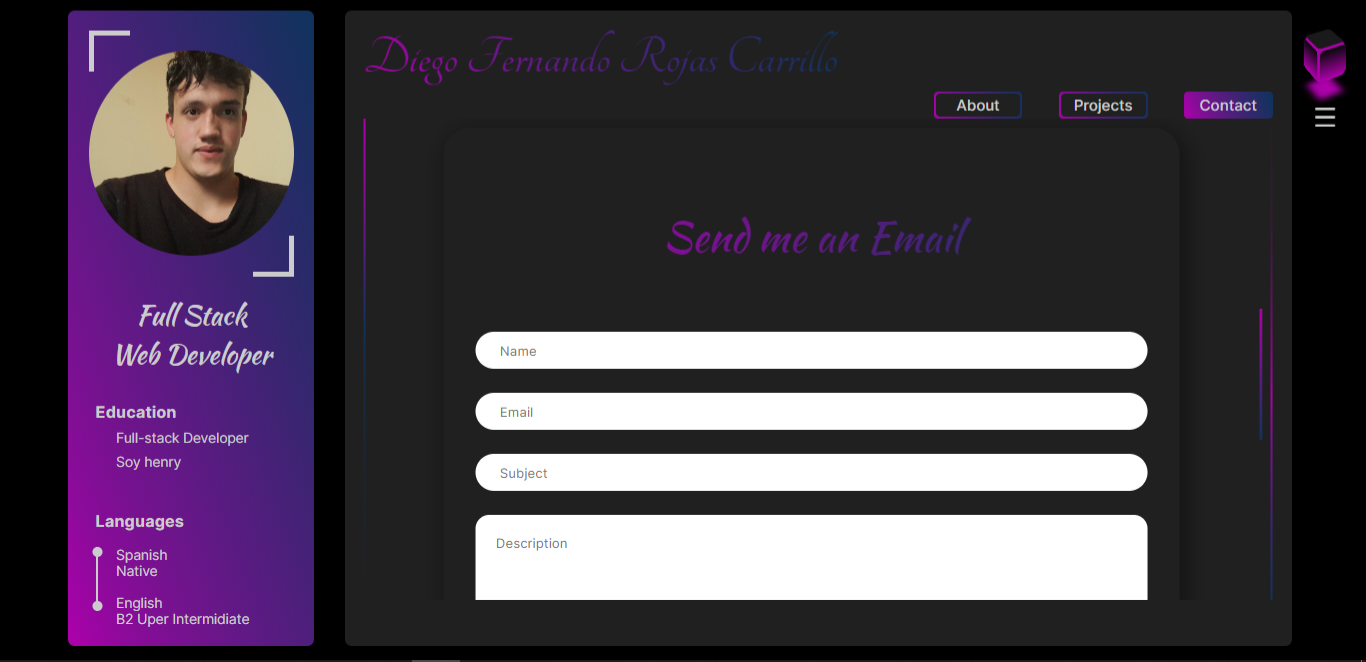 Diego Fernando Rojas Carrillo
About
Projects
Contact
Full Stack
Web Developer
Education
Full-stack Developer
Soy henry
Languages
Spanish
Native
English
B2 Uper Intermidiate
Send me an Email
Name
Email
Subject
Description